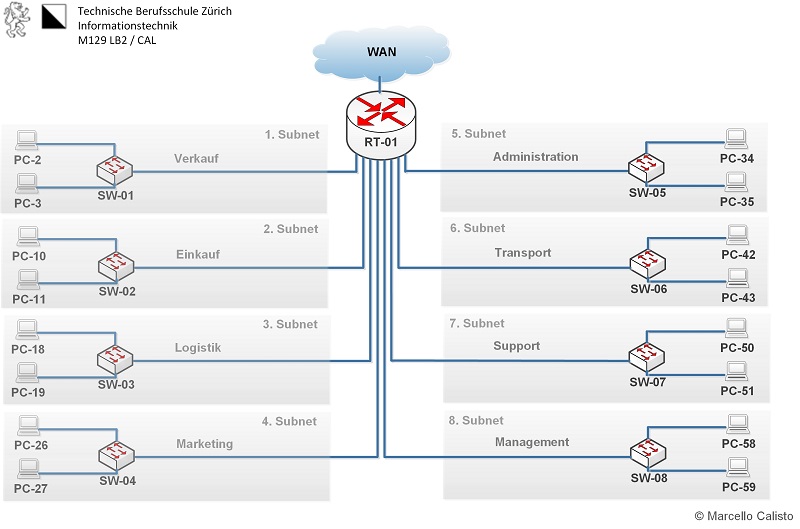 Technische Berufsschule Zürich
Informationstechnik
M129 LB2 / CAL
WAN
RT-01
1. Subnet
Verkauf
PC-2
PC-3
SW-01
2. Subnet
Einkauf
PC-10
PC-11
SW-02
3. Subnet
Logistik
PC-18
PC-19
SW-03
4. Subnet
Marketing
PC-26
PC-27
SW-04
5. Subnet
Administration
PC-34
PC-35
SW-05
6. Subnet
Transport
PC-42
PC-43
SW-06
7. Subnet
Support
PC-50
PC-51
SW-07
8. Subnet
Management
PC-58
PC-59
SW-08
© Marcello Calisto